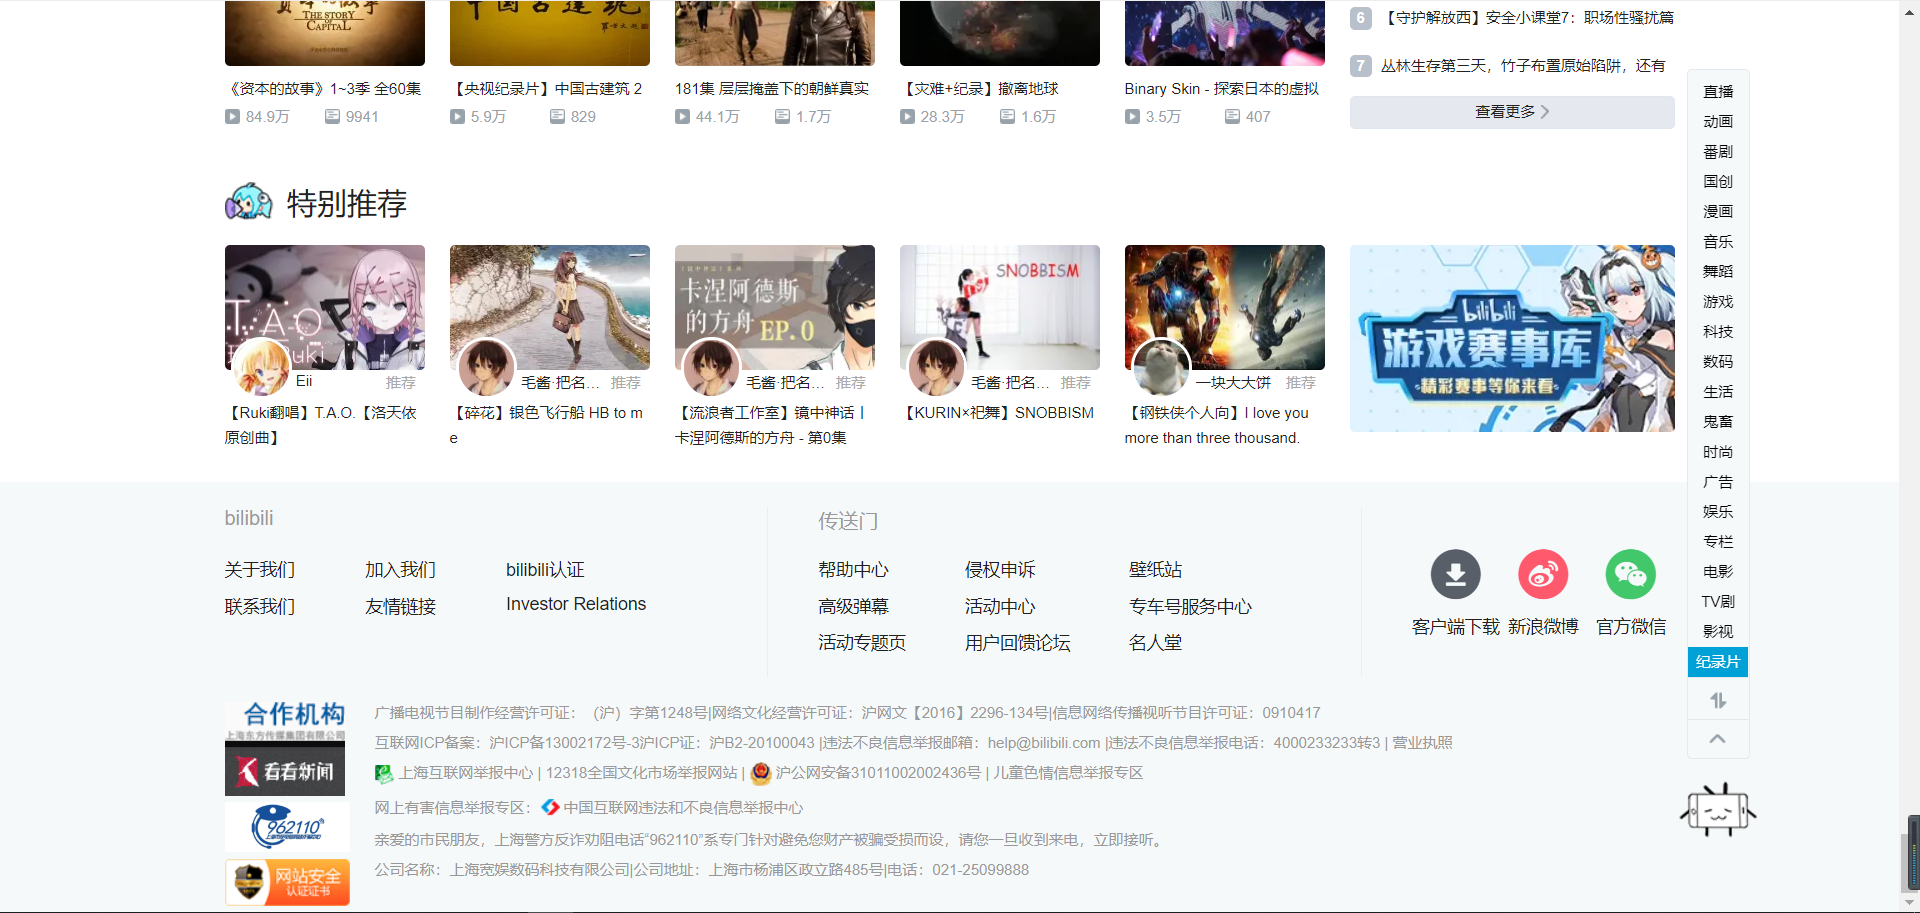 THE STORY
OF
CAPITAL
中国古建筑
《资本的故事》1~3季 全60集
84.9万 9941
【央视纪录片】中国古建筑 2
5.9万 829
181集 层层掩盖下的朝鲜真实
44.1万 1.7万
【灾难+纪录】撤离地球
28.3万 1.6万
Binary Skin - 探索日本的虚拟
3.5万 407
6 【守护解放西】安全小课堂7：职场性骚扰篇
7 丛林生存第三天，竹子布置原始陷阱，还有
查看更多
特别推荐
T.A.O
Ruki
Eii 推荐
【Ruki翻唱】T.A.O.【洛天依
原创曲】
毛酱·把名... 推荐
【碎花】银色飞行船 HB to m
e
卡涅阿德斯
的方舟 EP.0
毛酱·把名... 推荐
【流浪者工作室】镜中神话丨
卡涅阿德斯的方舟 - 第0集
SNOBBISM
毛酱·把名... 推荐
【KURIN×祀舞】SNOBBISM
一块大大饼 推荐
【钢铁侠个人向】I love you
more than three thousand.
bilibili
游戏赛事库
精彩赛事等你来看
直播
动画
番剧
国创
漫画
音乐
舞蹈
游戏
科技
数码
生活
鬼畜
时尚
广告
娱乐
专栏
电影
TV剧
影视
纪录片
bilibili
关于我们 加入我们 bilibili认证
联系我们 友情链接 Investor Relations
传送门
帮助中心 侵权申诉 壁纸站
高级弹幕 活动中心 专车号服务中心
活动专题页 用户回馈论坛 名人堂
客户端下载 新浪微博 官方微信
合作机构
上海东方传媒集团有限公司
看看新闻
962110
网站安全
认证证书
广播电视节目制作经营许可证：（沪）字第1248号|网络文化经营许可证：沪网文【2016】2296-134号|信息网络传播视听节目许可证：0910417
互联网ICP备案：沪ICP备13002172号-3沪ICP证：沪B2-20100043 |违法不良信息举报邮箱：help@bilibili.com |违法不良信息举报电话：4000233233转3 | 营业执照
上海互联网举报中心 | 12318全国文化市场举报网站 | 沪公网安备31011002002436号 | 儿童色情信息举报专区
网上有害信息举报专区： 中国互联网违法和不良信息举报中心
亲爱的市民朋友，上海警方反诈劝阻电话“962110”系专门针对避免您财产被骗受损而设，请您一旦收到来电，立即接听。
公司名称：上海宽娱数码科技有限公司|公司地址：上海市杨浦区政立路485号|电话：021-25099888